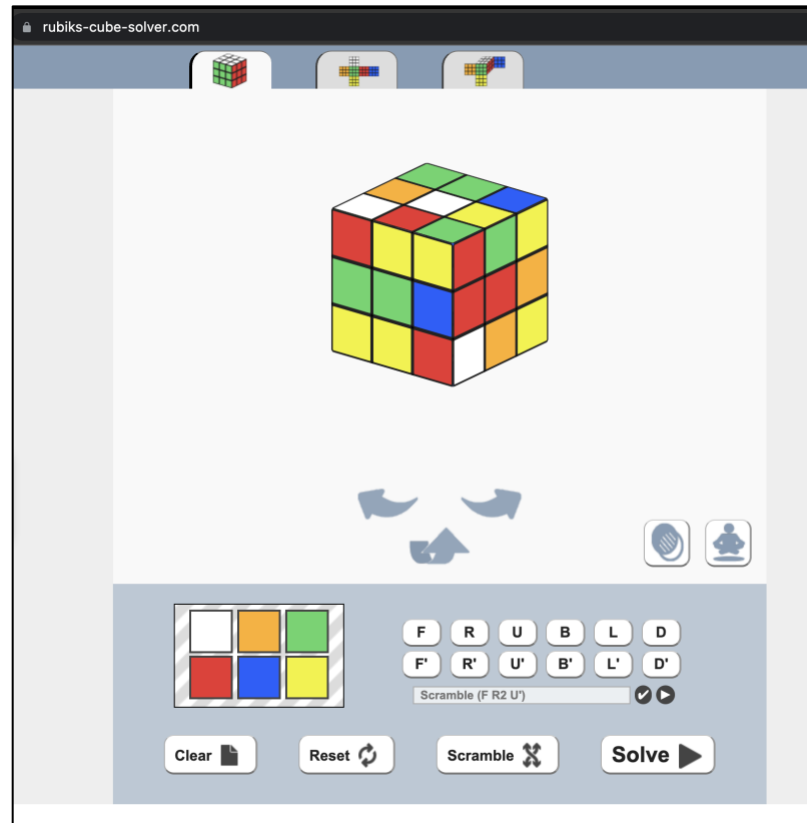 rubiks-cube-solver.com
F R U B L D
F' R' U' B' L' D'
Scramble (F R2 U')
Clear Reset Scramble Solve